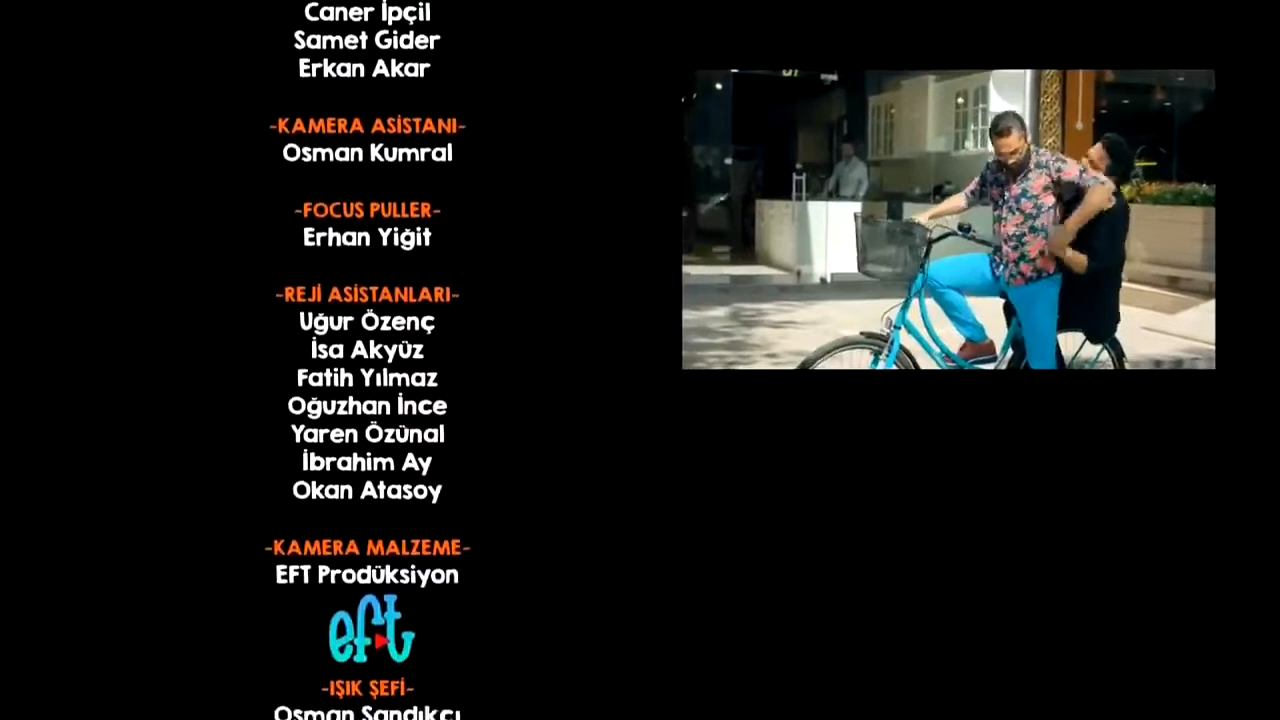 Caner İpçil
Samet Gider
Erkan Akar
-KAMERA ASİSTANI-
Osman Kumral
-FOCUS PULLER-
Erhan Yiğit
-REJİ ASİSTANLARI-
Uğur Özenç
İsa Akyüz
Fatih Yılmaz
Oğuzhan İnce
Yaren Özünal
İbrahim Ay
Okan Atasoy
-KAMERA MALZEME-
EFT Prodüksiyon
eft
-IŞIK ŞEFİ-
Osman Sandıkçı